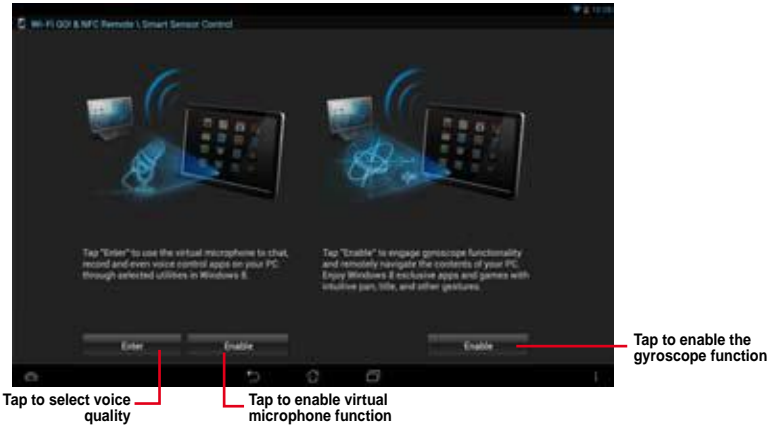 Wi-Fi GO! & NFC Remote \ Smart Sensor Control
Tap "Enter" to use the virtual microphone to chat,
record and even voice control apps on your PC
through selected utilities in Windows 8.
Tap "Enable" to engage gyroscope functionality
and remotely navigate the contents of your PC.
Enjoy Windows 8 exclusive apps and games with
intuitive pan, title, and other gestures.
Enter
Enable
Enable
Tap to enable the
gyroscope function
Tap to select voice
quality
Tap to enable virtual
microphone function